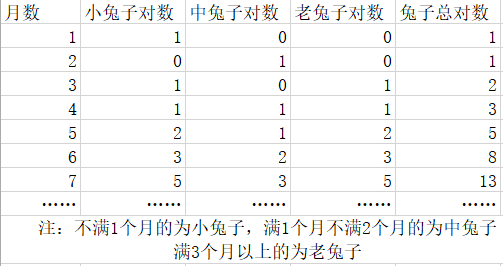 月数 小兔子对数 中兔子对数 老兔子对数 兔子总对数
1 1 0 0 1
2 0 1 0 1
3 1 0 1 2
4 1 1 1 3
5 2 1 2 5
6 3 2 3 8
7 5 3 5 13
…… …… …… …… ……
注：不满1个月的为小兔子，满1个月不满2个月的为中兔子
满3个月以上的为老兔子